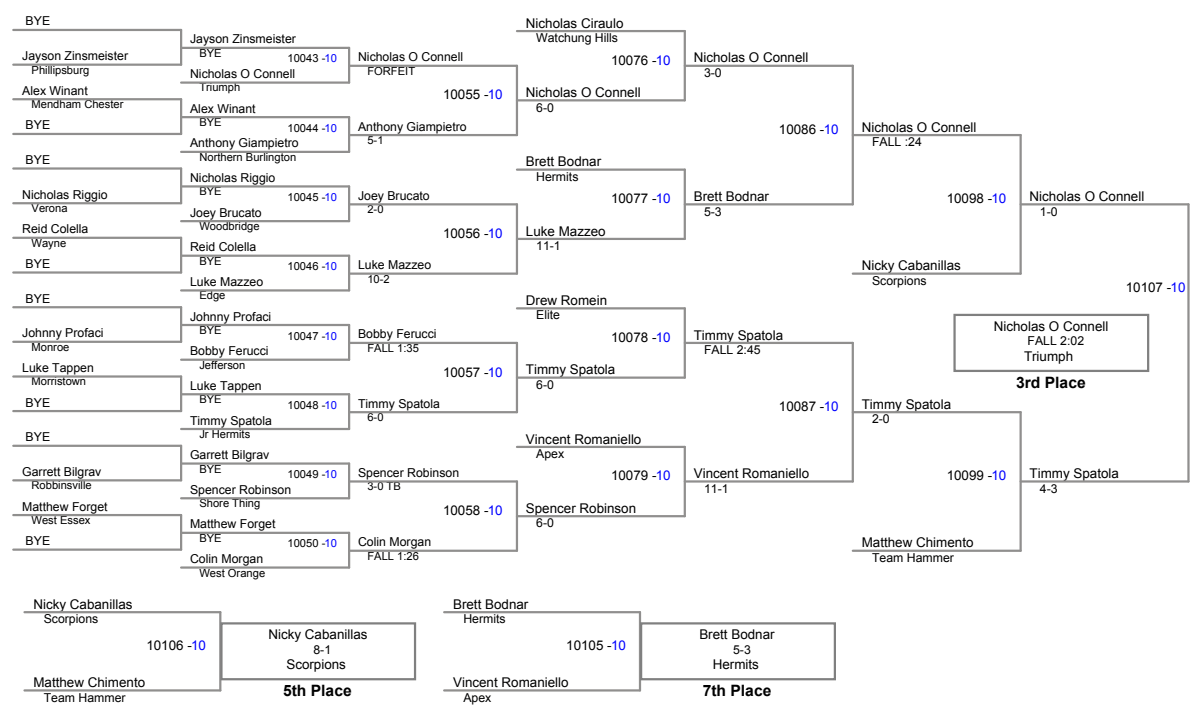 BYE
Jayson Zinsmeister
Phillipsburg
Alex Winant
Mendham Chester
BYE
BYE
Nicholas Riggio
Verona
Reid Colella
Wayne
BYE
BYE
Johnny Profaci
Monroe
Luke Tappen
Morristown
BYE
BYE
Garrett Bilgrav
Robbinsville
Matthew Forget
West Essex
BYE
Jayson Zinsmeister
BYE
10043 -10
Nicholas O Connell
Triumph
Alex Winant
BYE
10044 -10
Anthony Giampietro
Northern Burlington
Nicholas Riggio
BYE
10045 -10
Joey Brucato
Woodbridge
Reid Colella
BYE
10046 -10
Luke Mazzeo
Edge
Johnny Profaci
BYE
10047 -10
Bobby Ferucci
Jefferson
Luke Tappen
BYE
10048 -10
Timmy Spatola
Jr Hermits
Garrett Bilgrav
BYE
10049 -10
Spencer Robinson
Shore Thing
Matthew Forget
BYE
10050 -10
Colin Morgan
West Orange
Nicholas O Connell
FORFEIT
10055 -10
Anthony Giampietro
5-1
Joey Brucato
2-0
10056 -10
Luke Mazzeo
10-2
Bobby Ferucci
FALL 1:35
10057 -10
Timmy Spatola
6-0
Spencer Robinson
3-0 TB
10058 -10
Colin Morgan
FALL 1:26
Nicholas Ciraulo
Watchung Hills
10076 -10
Nicholas O Connell
6-0
Brett Bodnar
Hermits
10077 -10
Luke Mazzeo
11-1
Drew Romein
Elite
10078 -10
Timmy Spatola
6-0
Vincent Romaniello
Apex
10079 -10
Spencer Robinson
6-0
Nicholas O Connell
3-0
10086 -10
Brett Bodnar
5-3
Timmy Spatola
FALL 2:45
10087 -10
Vincent Romaniello
11-1
Nicholas O Connell
FALL :24
10098 -10
Nicky Cabanillas
Scorpions
Timmy Spatola
2-0
10099 -10
Matthew Chimento
Team Hammer
Nicholas O Connell
1-0
10107 -10
Timmy Spatola
4-3
Nicholas O Connell
FALL 2:02
Triumph
3rd Place
Nicky Cabanillas
Scorpions
10106 -10
Matthew Chimento
Team Hammer
Nicky Cabanillas
8-1
Scorpions
5th Place
Brett Bodnar
Hermits
10105 -10
Vincent Romaniello
Apex
Brett Bodnar
5-3
Hermits
7th Place